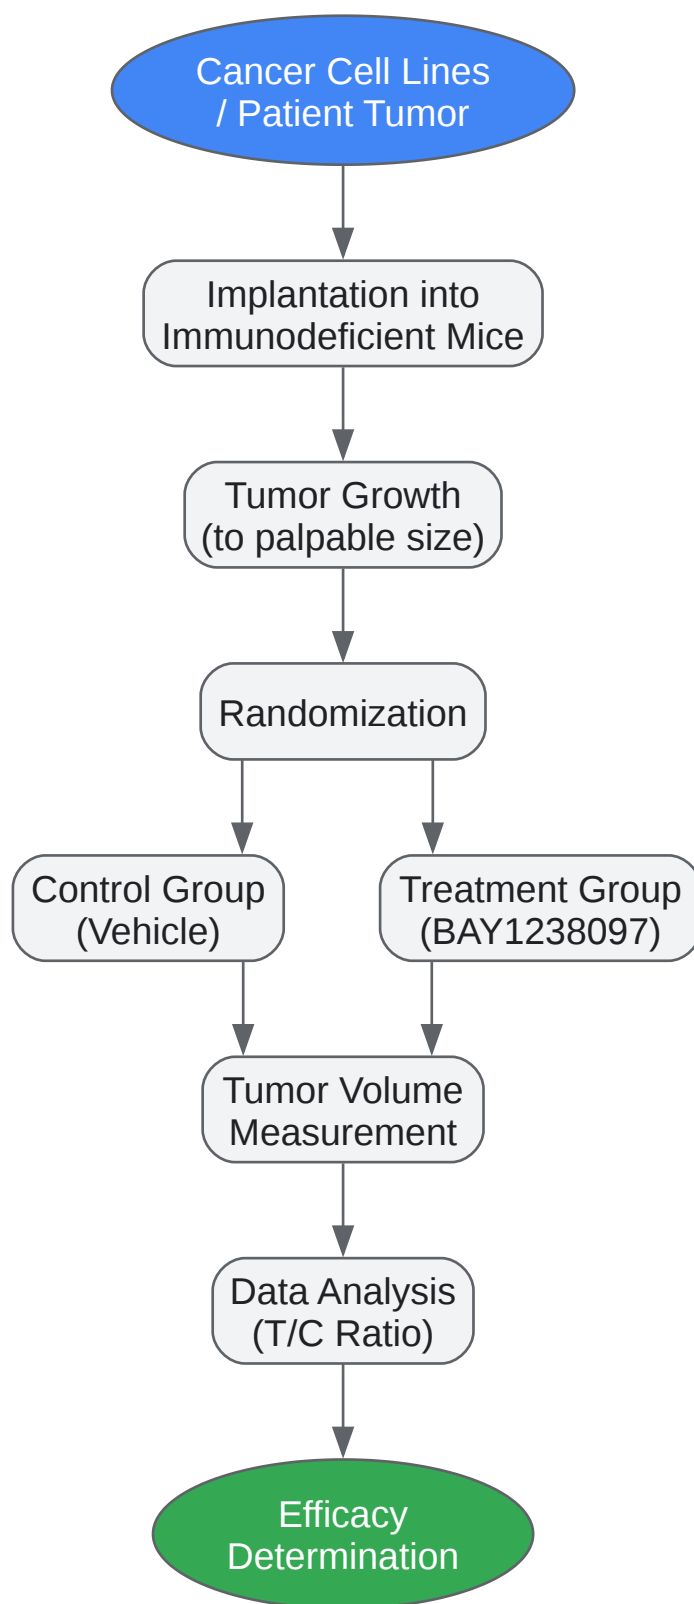 Cancer Cell Lines
/ Patient Tumor
Implantation into
Immunodeficient Mice
Tumor Growth
(to palpable size)
Randomization
Control Group
(Vehicle)
Treatment Group
(BAY1238097)
Tumor Volume
Measurement
Data Analysis
(T/C Ratio)
Efficacy
Determination